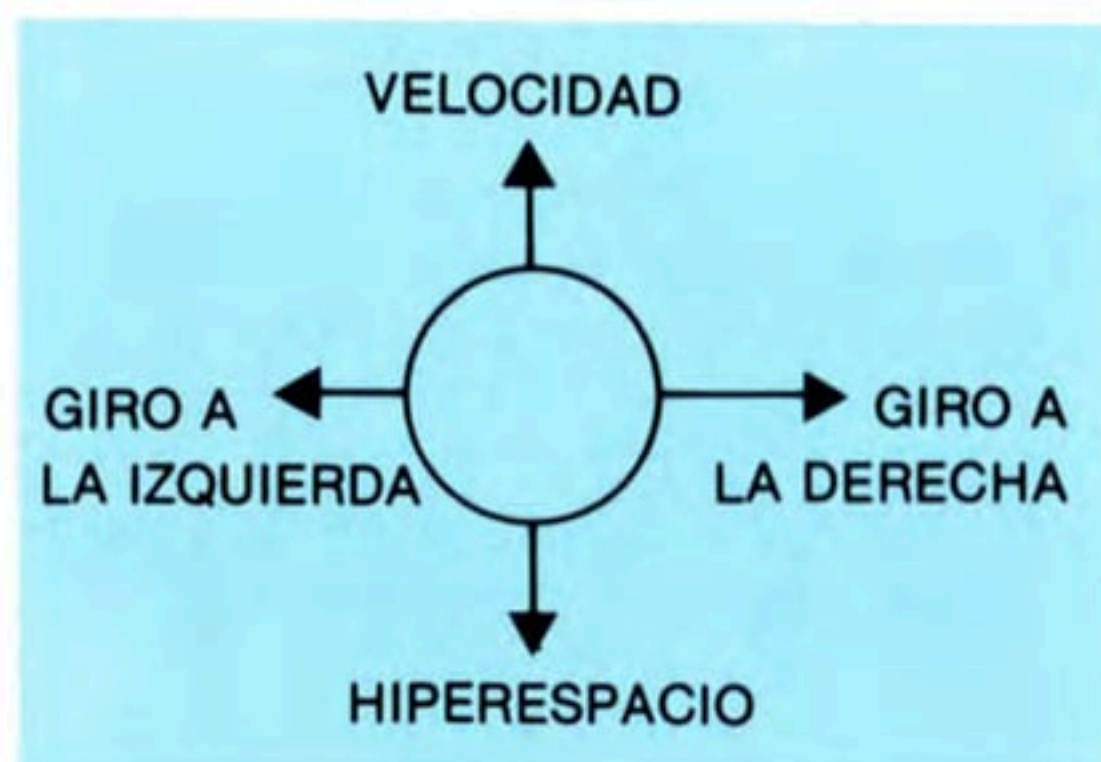 VELOCIDAD
GIRO A
LA IZQUIERDA
GIRO A
LA DERECHA
HIPERESPACIO